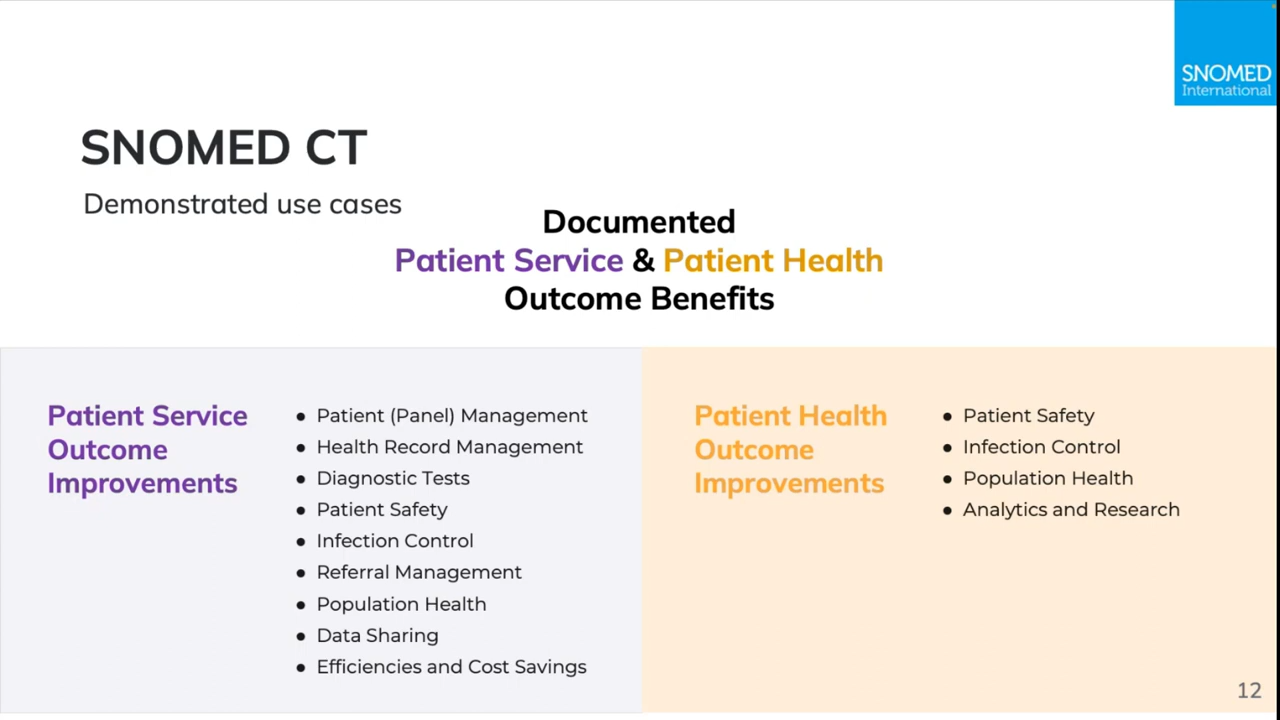 SNOMED
International
SNOMED CT
Demonstrated use cases
Documented
Patient Service & Patient Health
Outcome Benefits
Patient Service
Outcome
Improvements
● Patient (Panel) Management
● Health Record Management
● Diagnostic Tests
● Patient Safety
● Infection Control
● Referral Management
● Population Health
● Data Sharing
● Efficiencies and Cost Savings
Patient Health
Outcome
Improvements
● Patient Safety
● Infection Control
● Population Health
● Analytics and Research
12